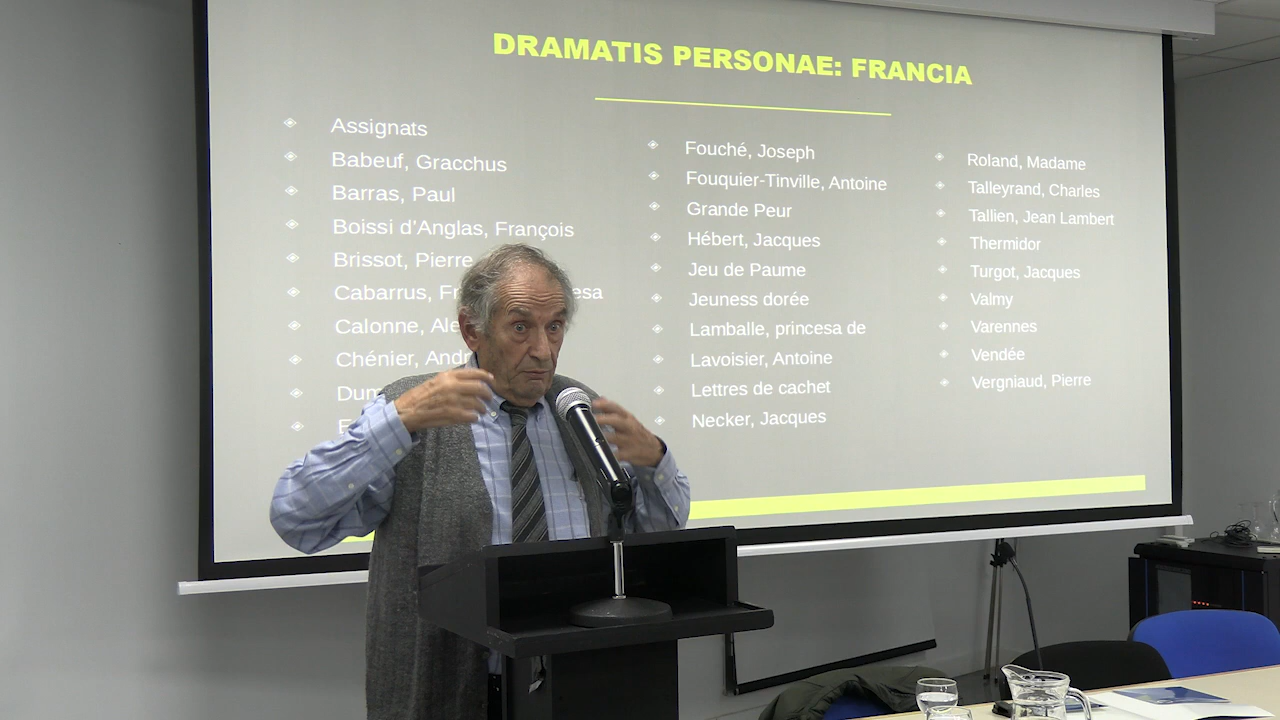 DRAMATIS PERSONAE: FRANCIA
Assignats
Babeuf, Gracchus
Barras, Paul
Boissi d'Anglas, François
Brissot, Pierre
Cabarrus,
Calonne,
Chénier,
Fouché, Joseph
Fouquier-Tinville, Antoine
Grande Peur
Hébert, Jacques
Jeu de Paume
Jeuness dorée
Lamballe, princesa de
Lavoisier, Antoine
Lettres de cachet
Necker, Jacques
Roland, Madame
Talleyrand, Charles
Tallien, Jean Lambert
Thermidor
Turgot, Jacques
Valmy
Varennes
Vendée
Vergniaud, Pierre